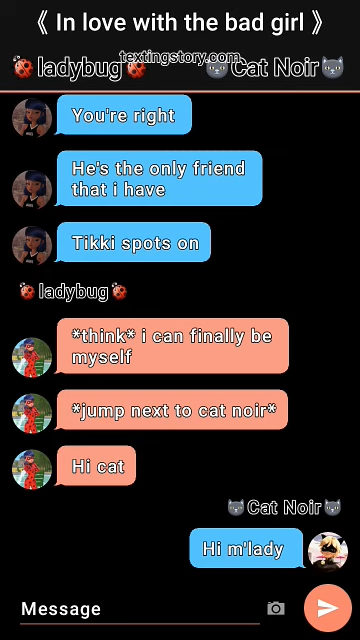 《 In love with the bad girl 》
textingstory.com
🐞ladybug🐞 🐱Cat Noir🐱
You're right
He's the only friend
that i have
Tikki spots on
🐞ladybug🐞
*think* i can finally be
myself
*jump next to cat noir*
Hi cat
🐱Cat Noir🐱
Hi m'lady
Message